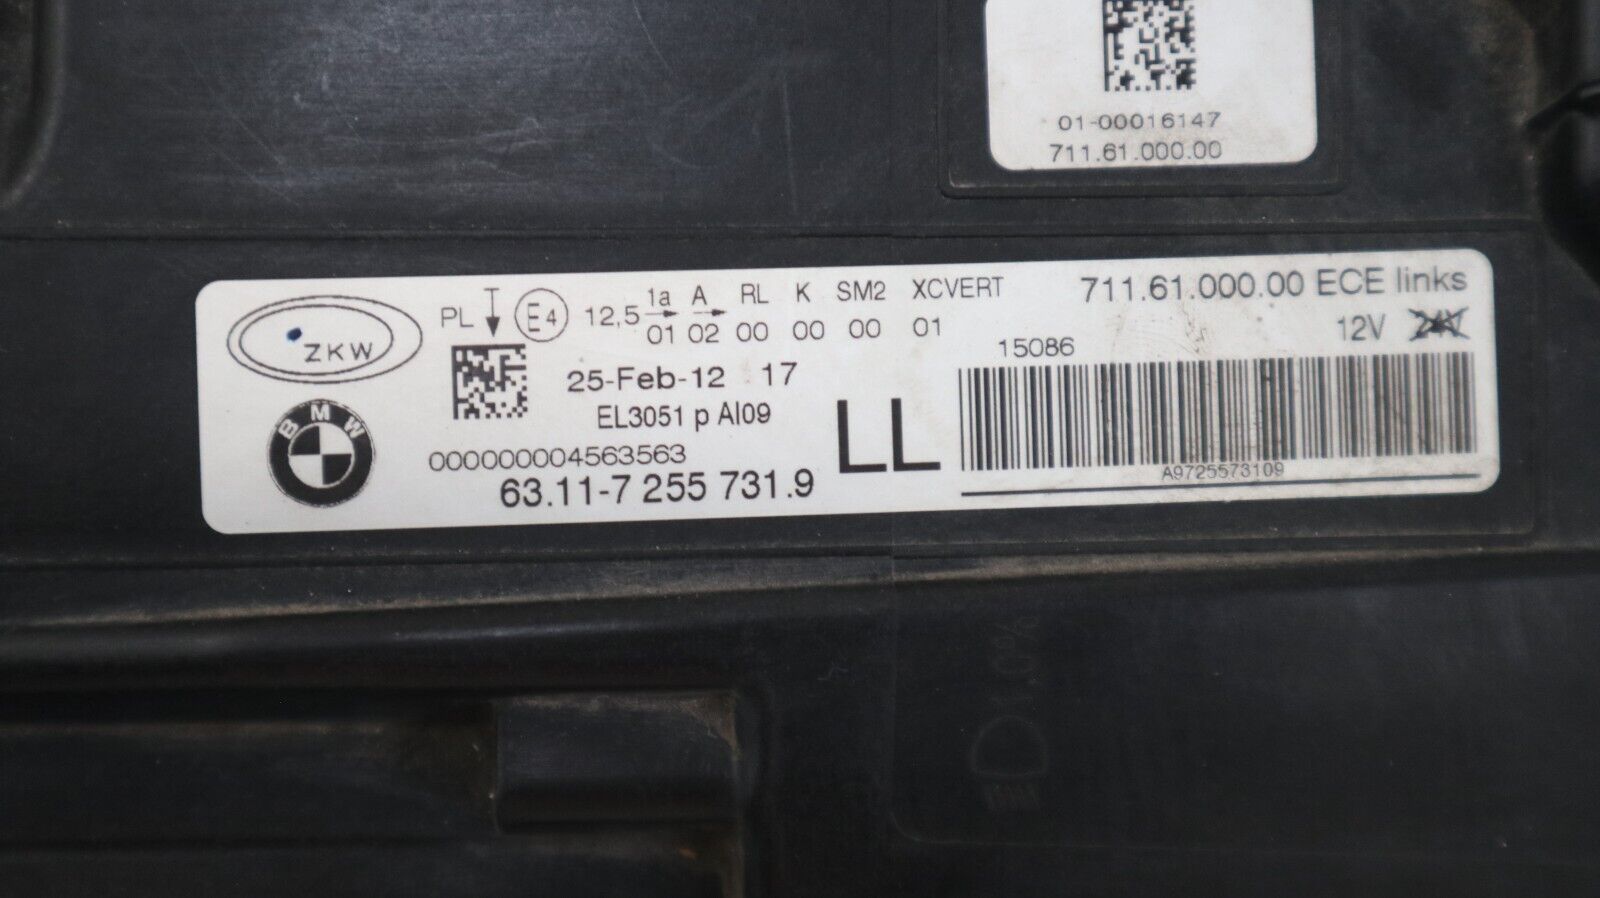 01-00016147
711.61.000.00
PL E4 12,5 1a A RL K SM2 XCVERT 711.61.000.00 ECE links
01 02 00 00 00 01 12V 24V
ZKW
25-Feb-12 17 15086
EL3051 p AI09
BMW
000000004563563 LL
63.11-7 255 731.9 A9725573109
1,0%